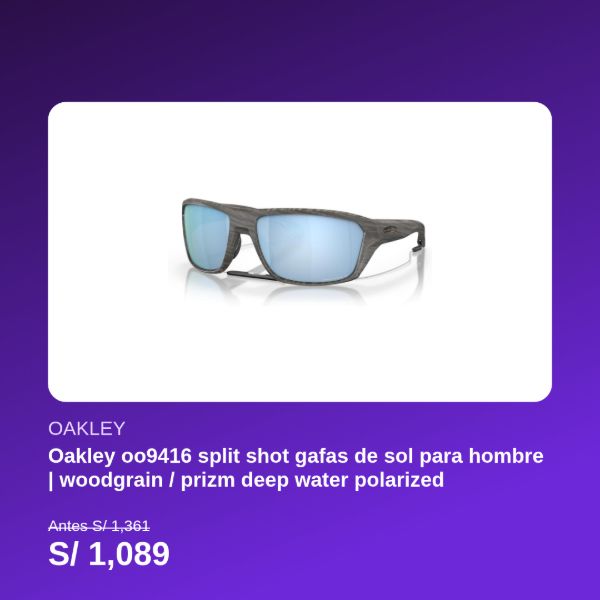 OAKLEY
Oakley oo9416 split shot gafas de sol para hombre
| woodgrain / prizm deep water polarized
Antes S/ 1,361
S/ 1,089